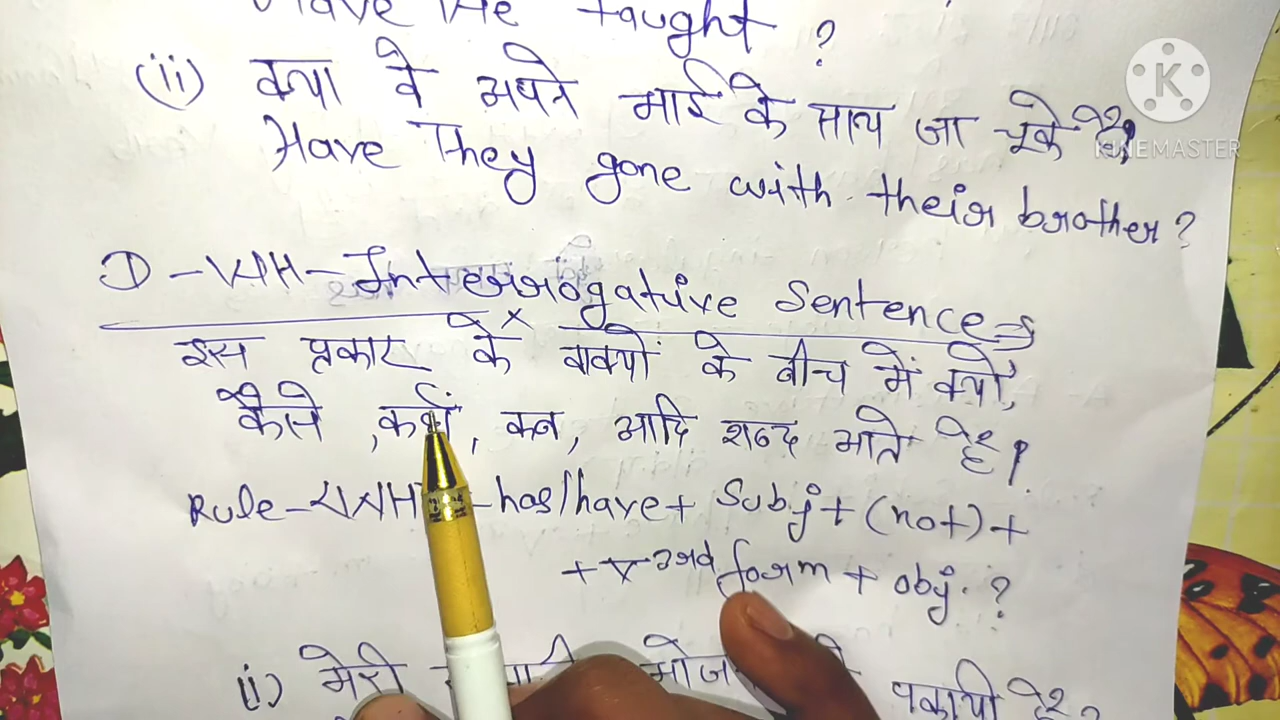 Have He taught ?
(ii) क्या वे अपने भाई के साथ जा चुके है।
Have They gone with their brother ?
D - WH - Interrogative Sentence ⇒
इस प्रकार के वाक्यों के बीच में क्यों,
कैसे, कहाँ, कब, आदि शब्द आते है।
Rule - WH - has/have + Subj + (not) +
+ V 3rd form + obj. ?
(i) मेरी पकायी है ?
K
KINEMASTER